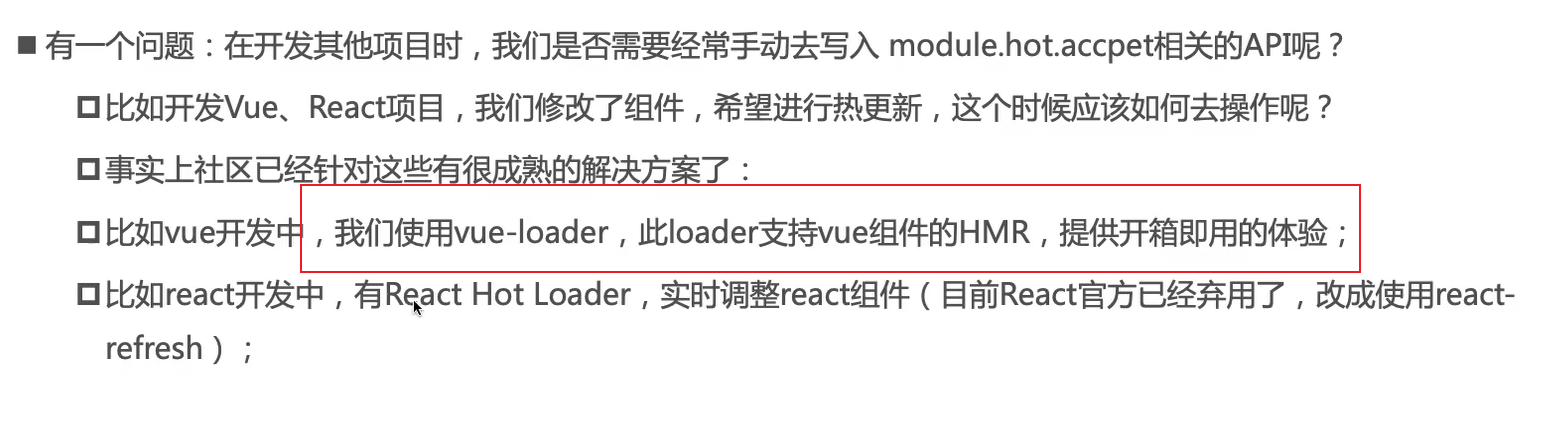 有一个问题：在开发其他项目时，我们是否需要经常手动去写入 module.hot.accpet相关的API呢？
比如开发Vue、React项目，我们修改了组件，希望进行热更新，这个时候应该如何去操作呢？
事实上社区已经针对这些有很成熟的解决方案了：
比如vue开发中，我们使用vue-loader，此loader支持vue组件的HMR，提供开箱即用的体验；
比如react开发中，有React Hot Loader，实时调整react组件（目前React官方已经弃用了，改成使用react-
refresh）；